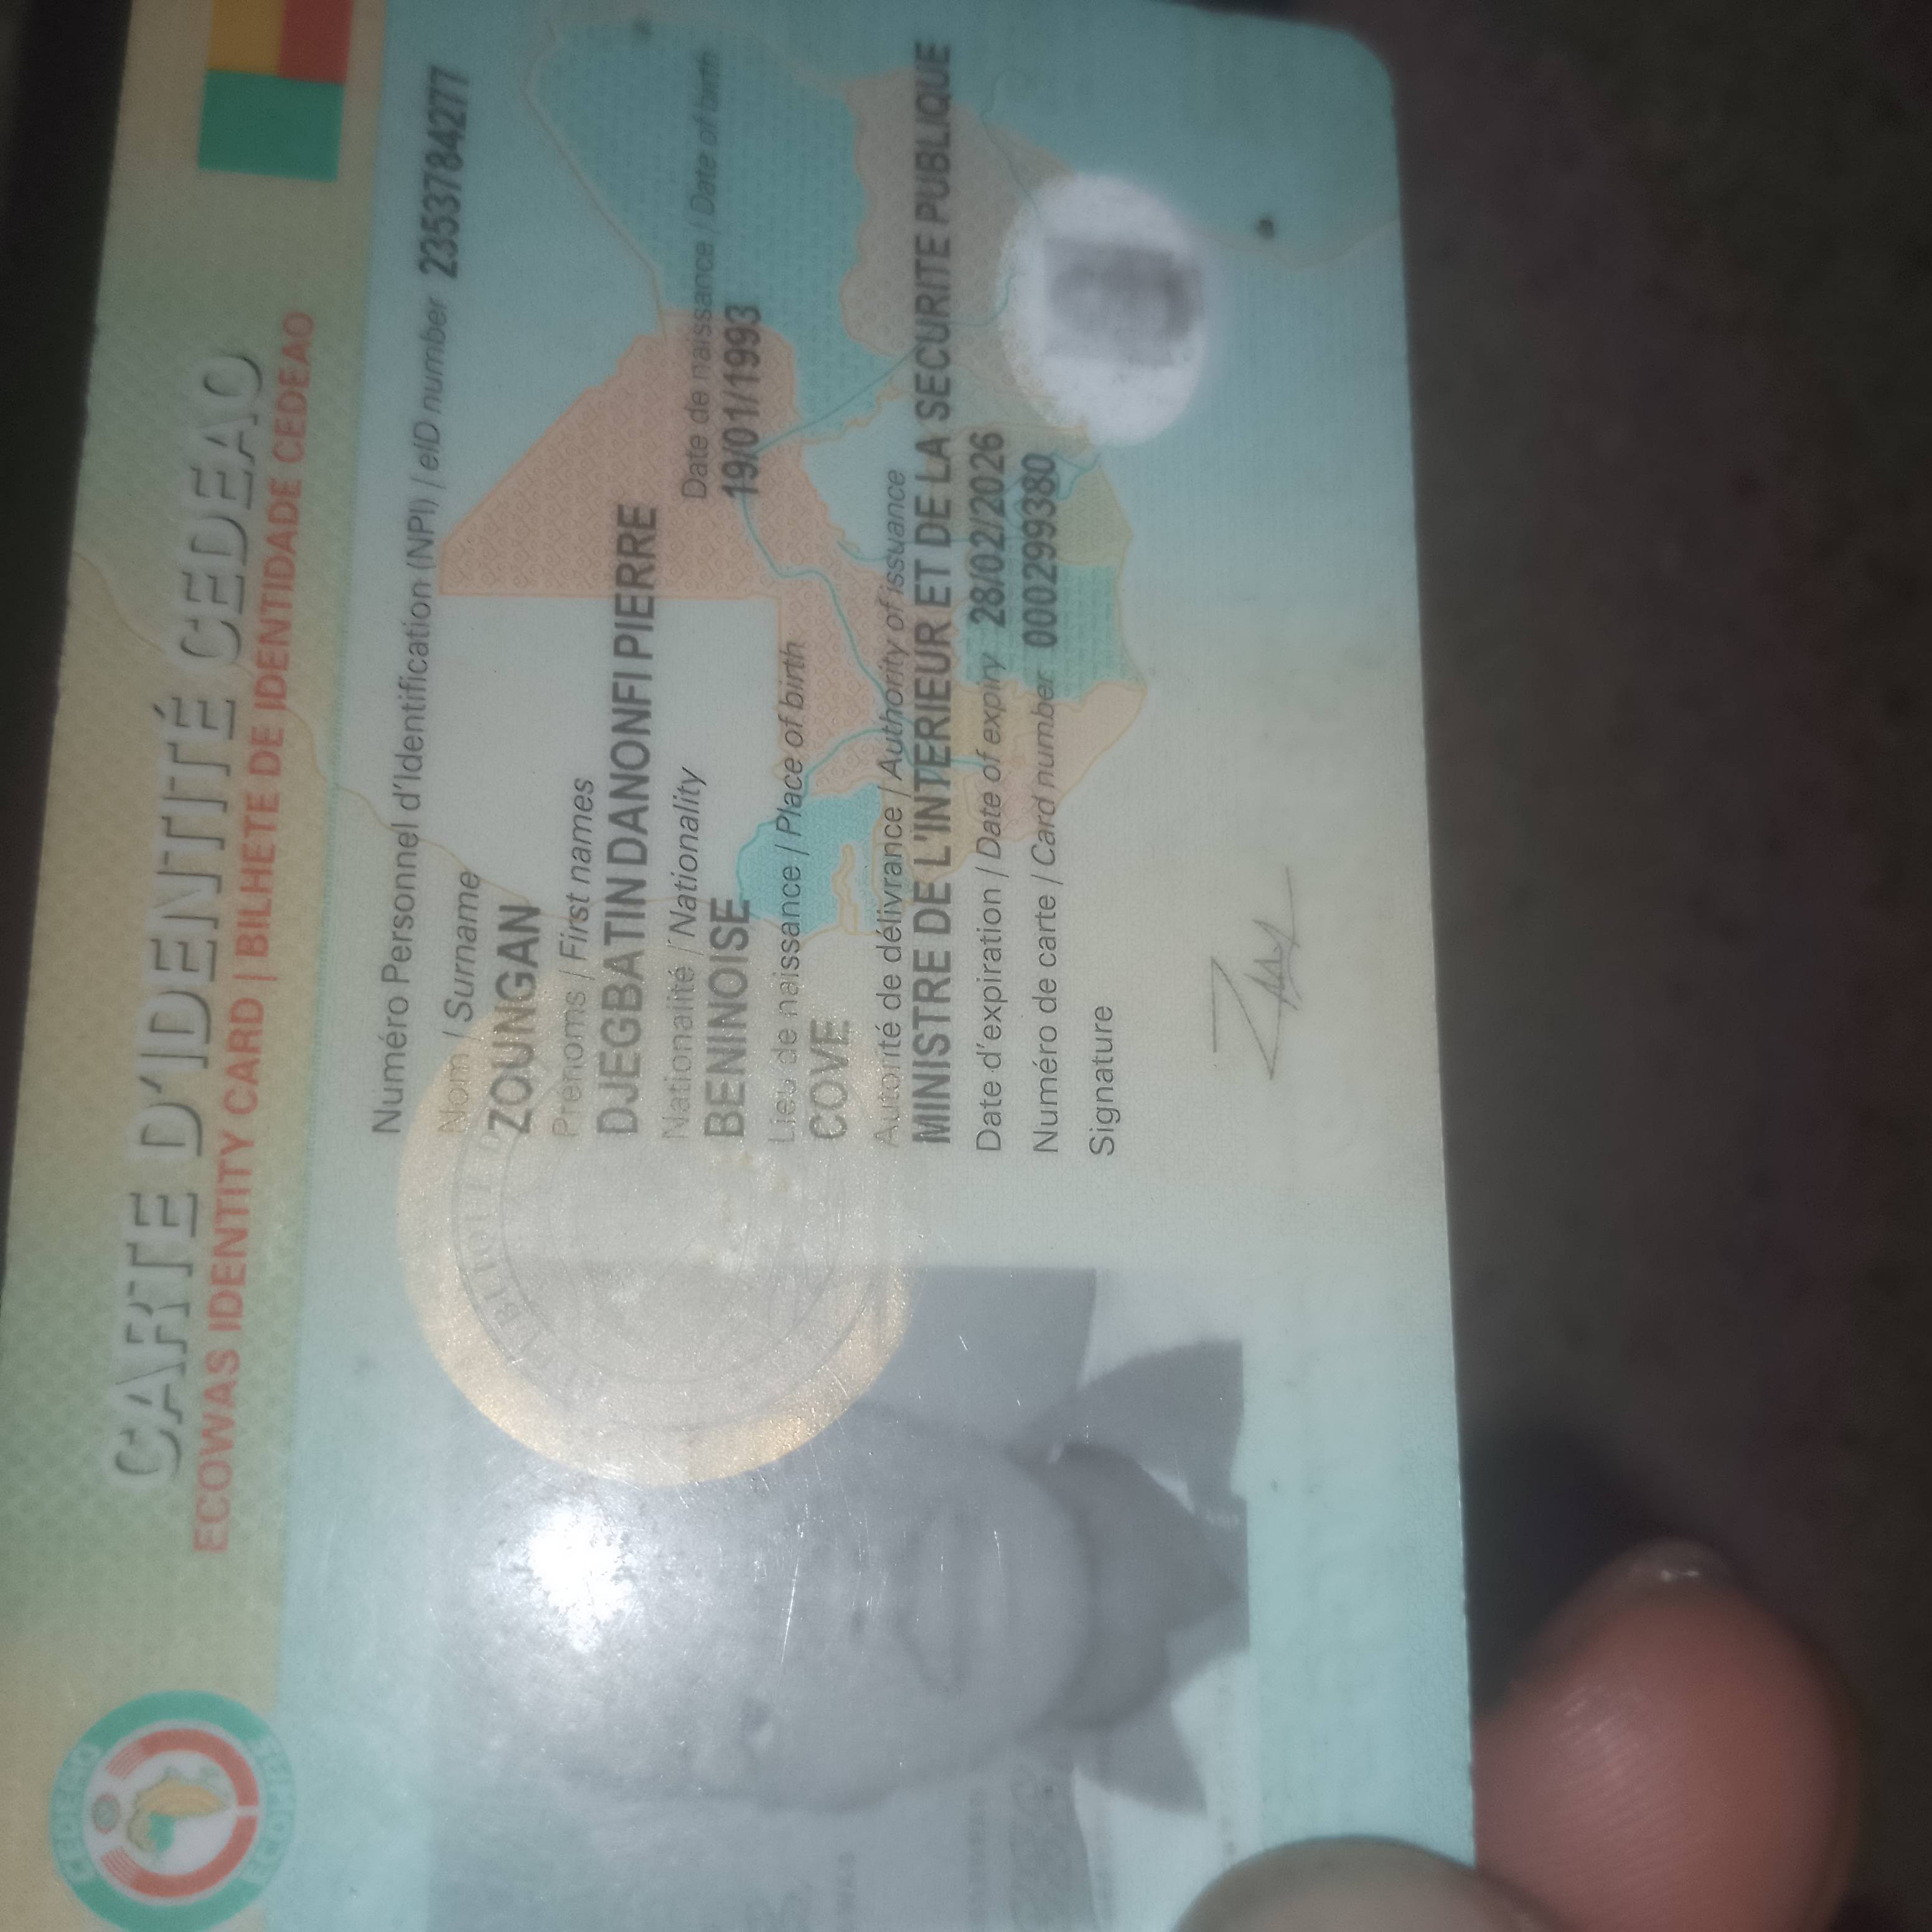 CARTE D'IDENTITÉ CEDEAO
ECOWAS IDENTITY CARD | BILHETE DE IDENTIDADE CEDEAO
CEDEAO
ECOWAS
Numéro Personnel d'Identification (NPI) / eID number 2353784277
Nom / Surname
ZOUNGAN
Prénoms / First names
DJEGBATIN DANONFI PIERRE
Nationalité / Nationality
BENINOISE
Date de naissance / Date of birth
19/01/1993
Lieu de naissance / Place of birth
COVE
Autorité de délivrance / Authority of issuance
MINISTRE DE L''INTERIEUR ET DE LA SECURITE PUBLIQUE
Date d'expiration / Date of expiry 28/02/2026
Numéro de carte / Card number 000299380
Signature